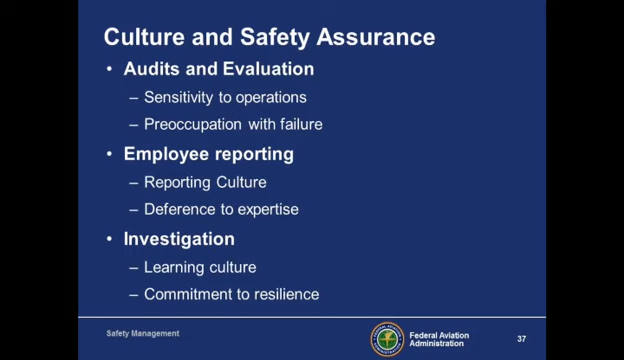 Culture and Safety Assurance
• Audits and Evaluation
– Sensitivity to operations
– Preoccupation with failure
• Employee reporting
– Reporting Culture
– Deference to expertise
• Investigation
– Learning culture
– Commitment to resilience
Safety Management
Federal Aviation
Administration
37